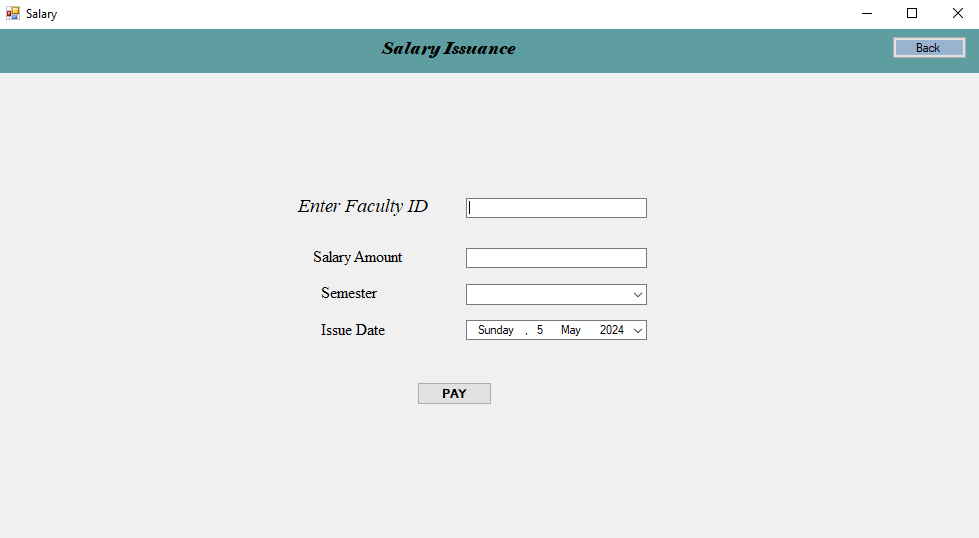 Salary
Salary Issuance
Back
Enter Faculty ID
Salary Amount
Semester
Issue Date
Sunday , 5 May 2024
PAY